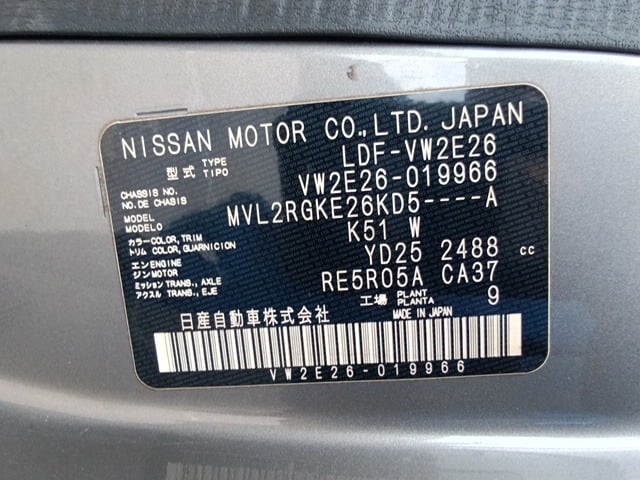 NISSAN MOTOR CO.,LTD. JAPAN
型式 TYPE TIPO LDF-VW2E26
CHASSIS NO. NO. DE CHASIS VW2E26-019966
MODEL MODELO MVL2RGKE26KD5----A
カラー COLOR, TRIM トリム COLOR, GUARNICION K51 W
エンジン ENGINE MOTOR YD25 2488 cc
ミッション TRANS., AXLE アクスル TRANS., EJE RE5R05A CA37
工場 PLANT PLANTA 9
日産自動車株式会社 MADE IN JAPAN
VW2E26-019966